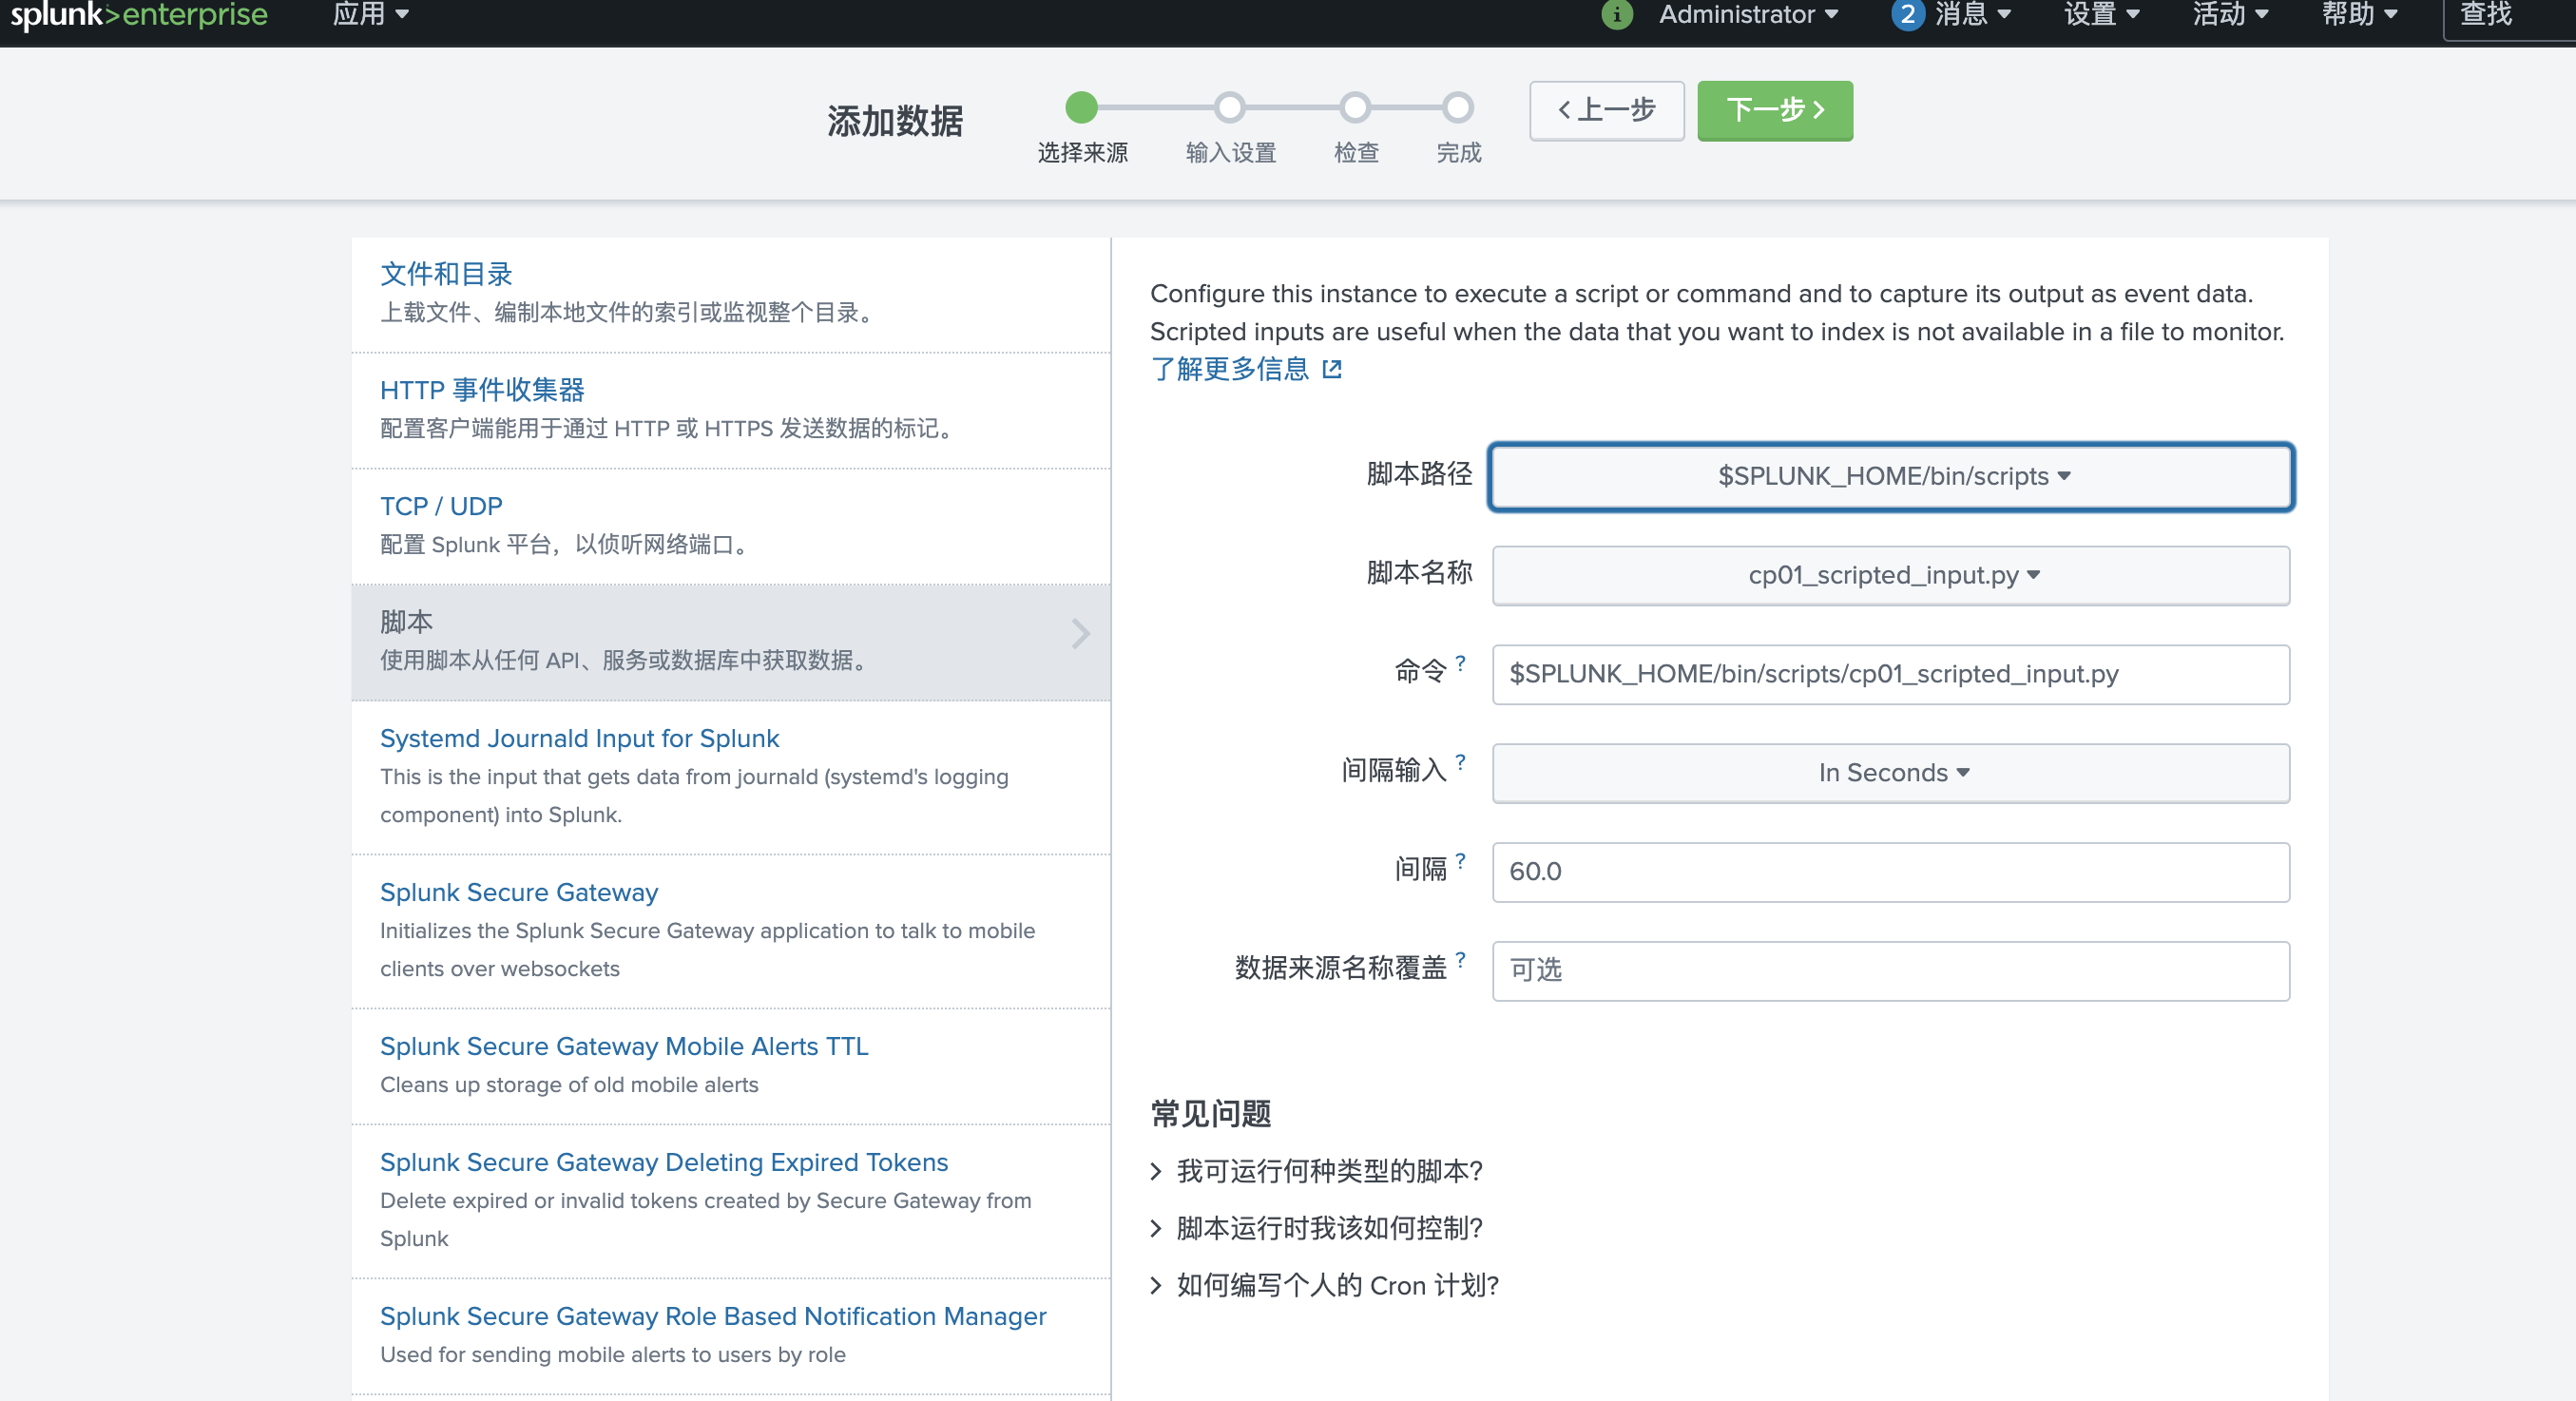 splunk>enterprise 应用
Administrator 2 消息 设置 活动 帮助 查找
添加数据
选择来源 输入设置 检查 完成
上一步 下一步
文件和目录
上载文件、编制本地文件的索引或监视整个目录。
HTTP 事件收集器
配置客户端能用于通过 HTTP 或 HTTPS 发送数据的标记。
TCP / UDP
配置 Splunk 平台，以侦听网络端口。
脚本
使用脚本从任何 API、服务或数据库中获取数据。
Systemd Journald Input for Splunk
This is the input that gets data from journald (systemd's logging
component) into Splunk.
Splunk Secure Gateway
Initializes the Splunk Secure Gateway application to talk to mobile
clients over websockets
Splunk Secure Gateway Mobile Alerts TTL
Cleans up storage of old mobile alerts
Splunk Secure Gateway Deleting Expired Tokens
Delete expired or invalid tokens created by Secure Gateway from
Splunk
Splunk Secure Gateway Role Based Notification Manager
Used for sending mobile alerts to users by role
Configure this instance to execute a script or command and to capture its output as event data.
Scripted inputs are useful when the data that you want to index is not available in a file to monitor.
了解更多信息
脚本路径 $SPLUNK_HOME/bin/scripts
脚本名称 cp01_scripted_input.py
命令 ? $SPLUNK_HOME/bin/scripts/cp01_scripted_input.py
间隔输入 ? In Seconds
间隔 ? 60.0
数据来源名称覆盖 ? 可选
常见问题
> 我可运行何种类型的脚本?
> 脚本运行时我该如何控制?
> 如何编写个人的 Cron 计划?